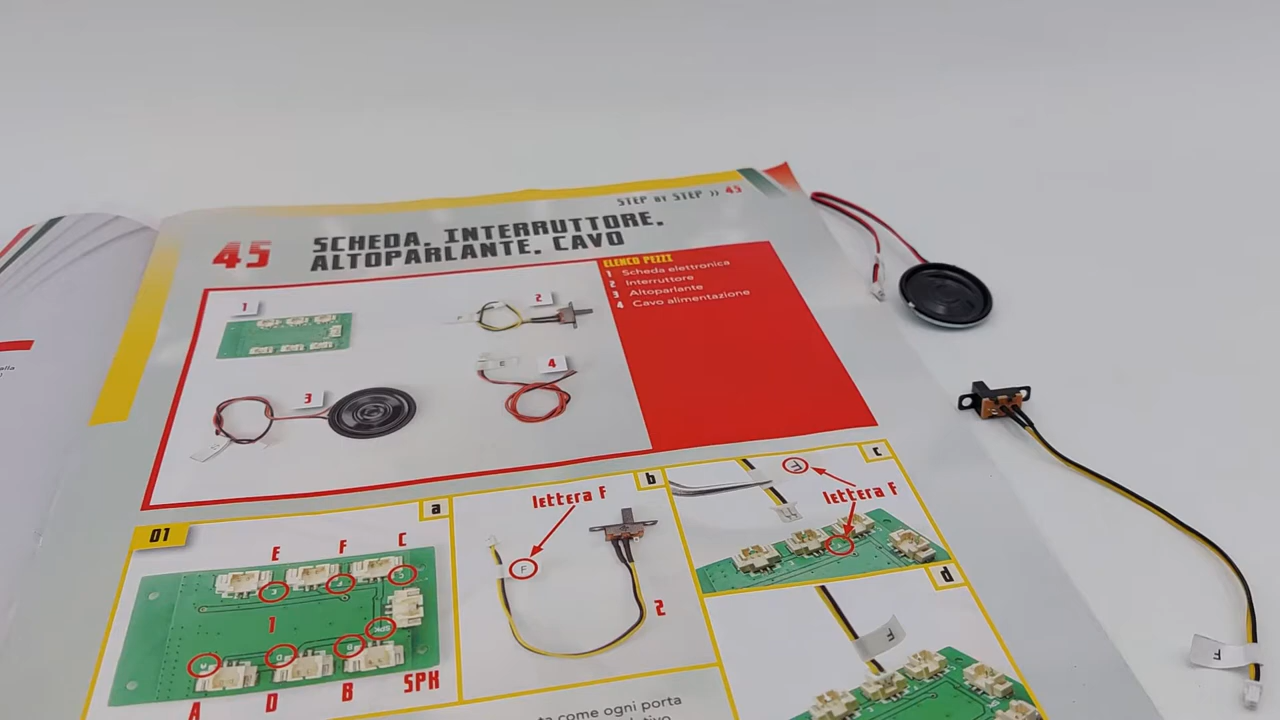 STEP BY STEP » 45
45 SCHEDA, INTERRUTTORE,
ALTOPARLANTE, CAVO
ELENCO PEZZI
1 Scheda elettronica
2 Interruttore
3 Altoparlante
4 Cavo alimentazione
1
2
3
4
01
a
E
F
C
1
A
D
B
SPK
b
lettera F
F
2
c
lettera F
F
d
F
ta come ogni porta
F